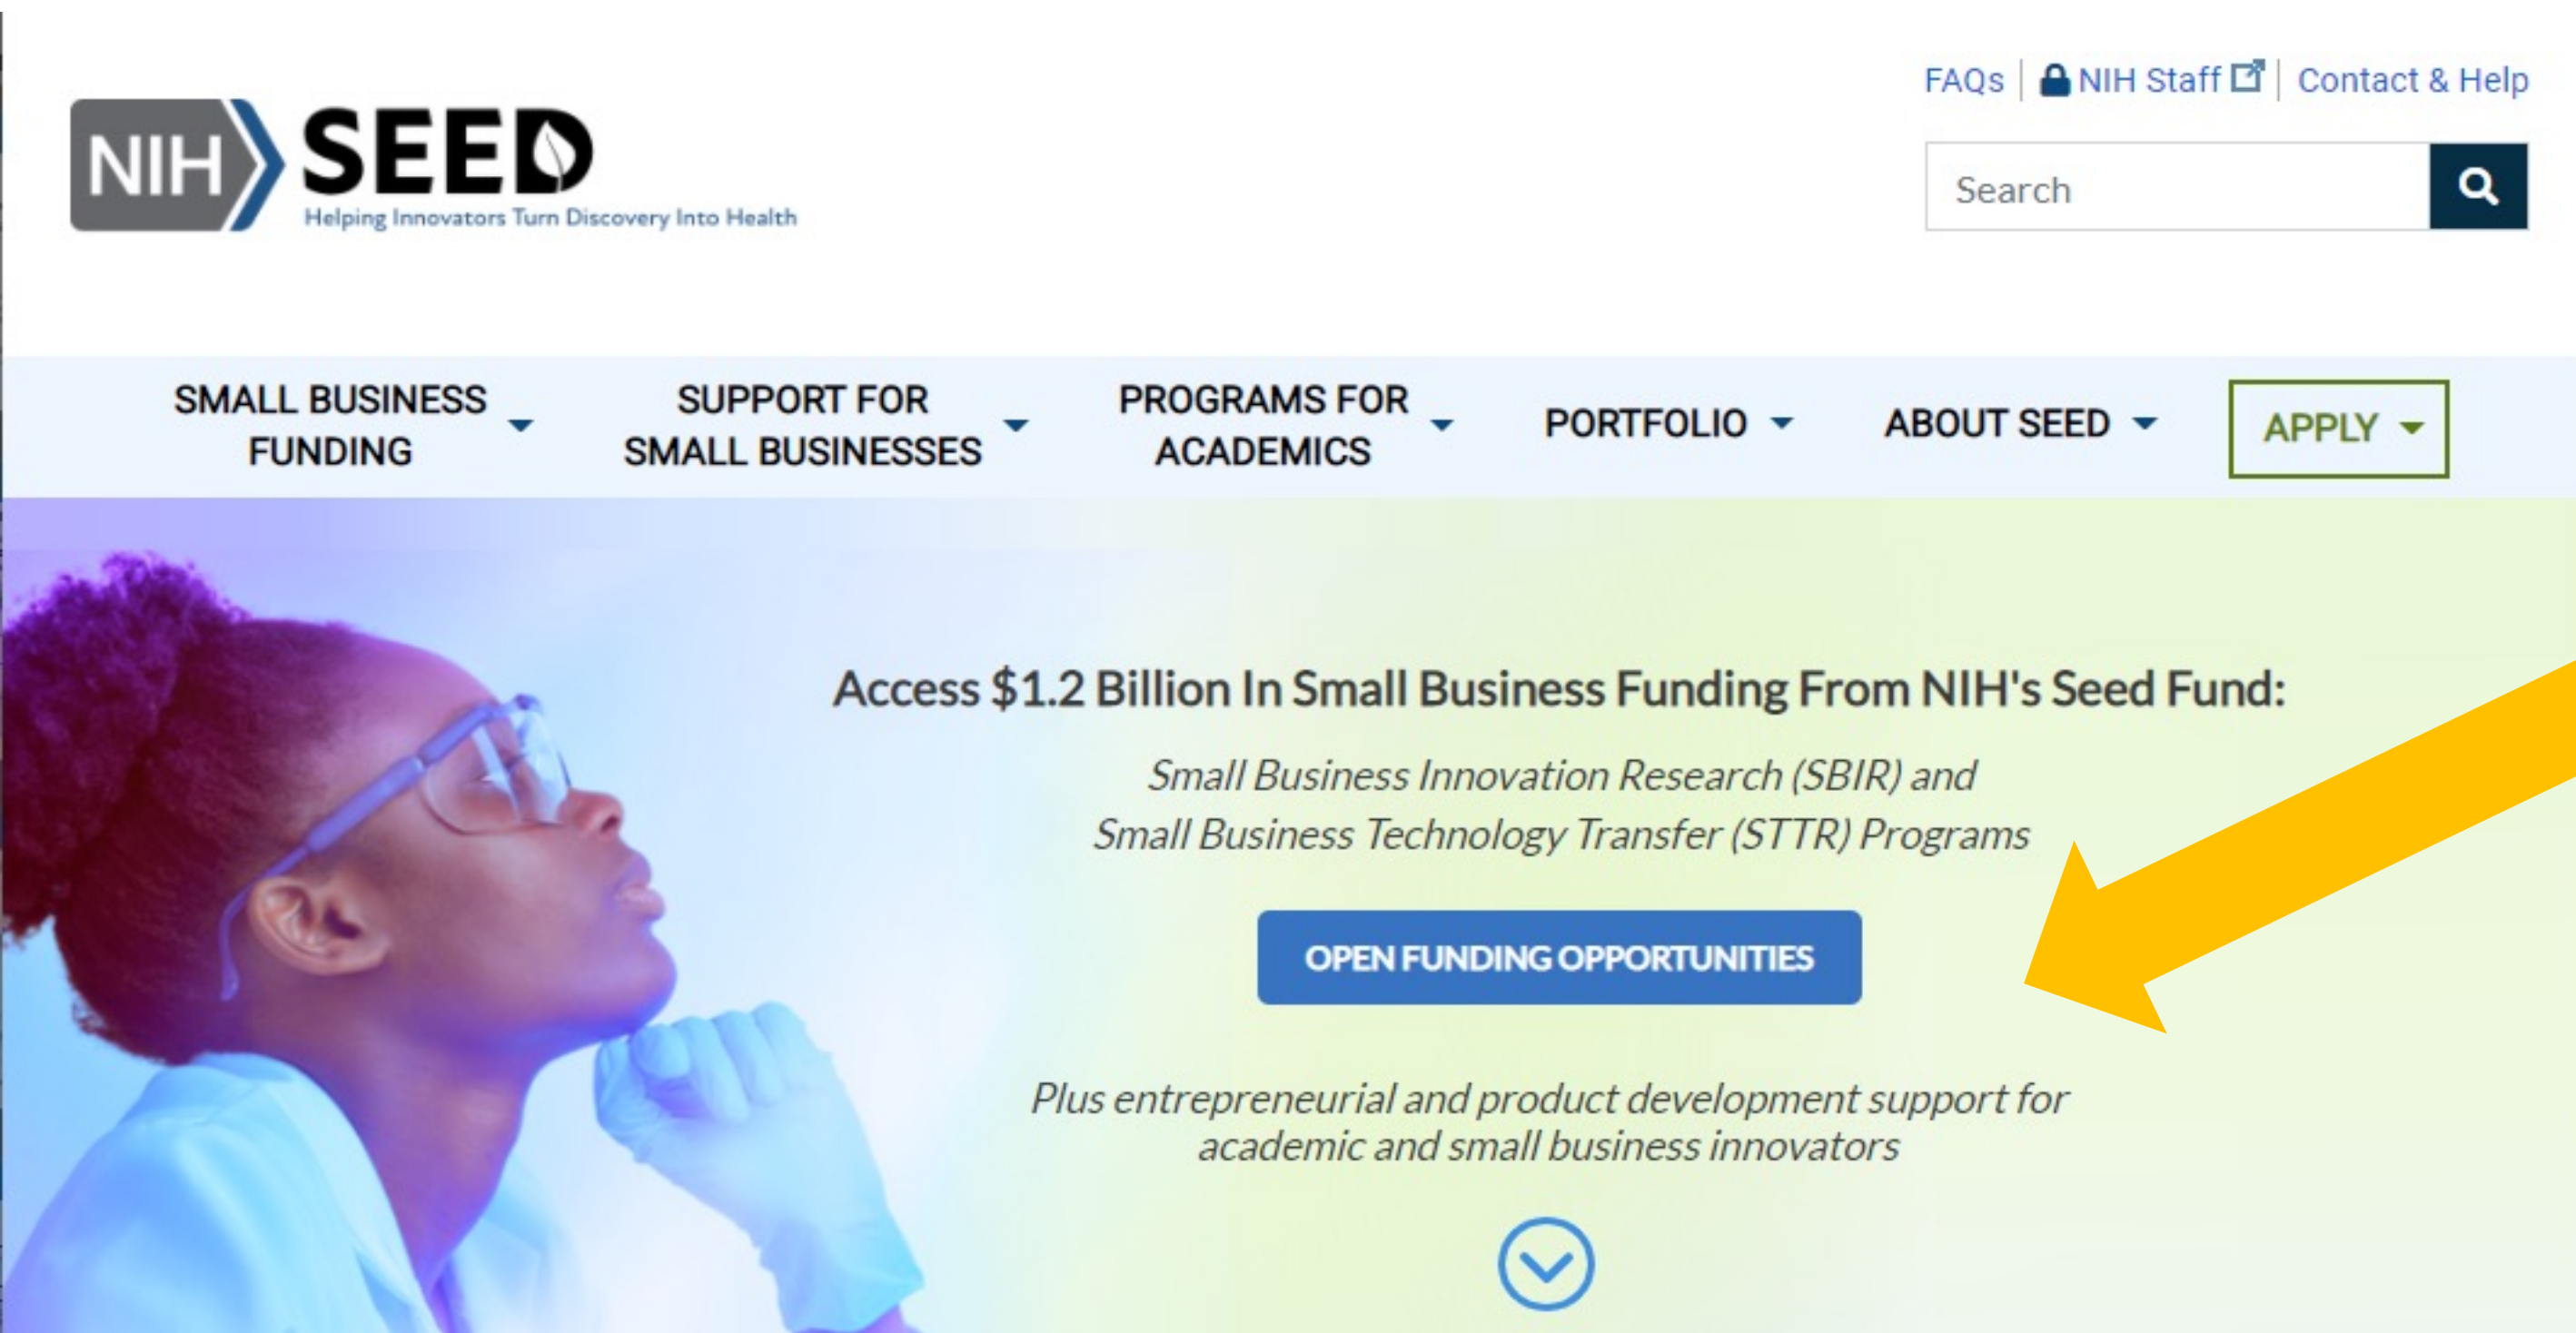 FAQs | NIH Staff | Contact & Help
NIH SEED
Helping Innovators Turn Discovery Into Health
Search
SMALL BUSINESS
FUNDING
SUPPORT FOR
SMALL BUSINESSES
PROGRAMS FOR
ACADEMICS
PORTFOLIO
ABOUT SEED
APPLY
Access $1.2 Billion In Small Business Funding From NIH's Seed Fund:
Small Business Innovation Research (SBIR) and
Small Business Technology Transfer (STTR) Programs
OPEN FUNDING OPPORTUNITIES
Plus entrepreneurial and product development support for
academic and small business innovators